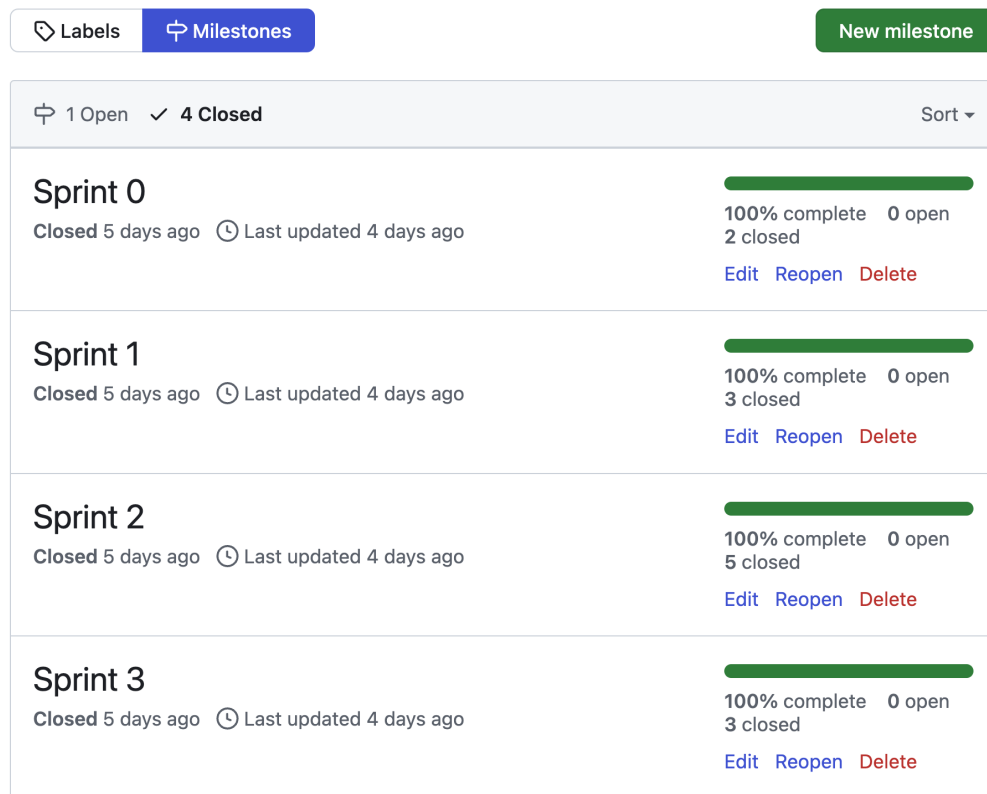 Labels Milestones New milestone
1 Open 4 Closed Sort
Sprint 0
Closed 5 days ago Last updated 4 days ago
100% complete 0 open
2 closed
Edit Reopen Delete
Sprint 1
Closed 5 days ago Last updated 4 days ago
100% complete 0 open
3 closed
Edit Reopen Delete
Sprint 2
Closed 5 days ago Last updated 4 days ago
100% complete 0 open
5 closed
Edit Reopen Delete
Sprint 3
Closed 5 days ago Last updated 4 days ago
100% complete 0 open
3 closed
Edit Reopen Delete